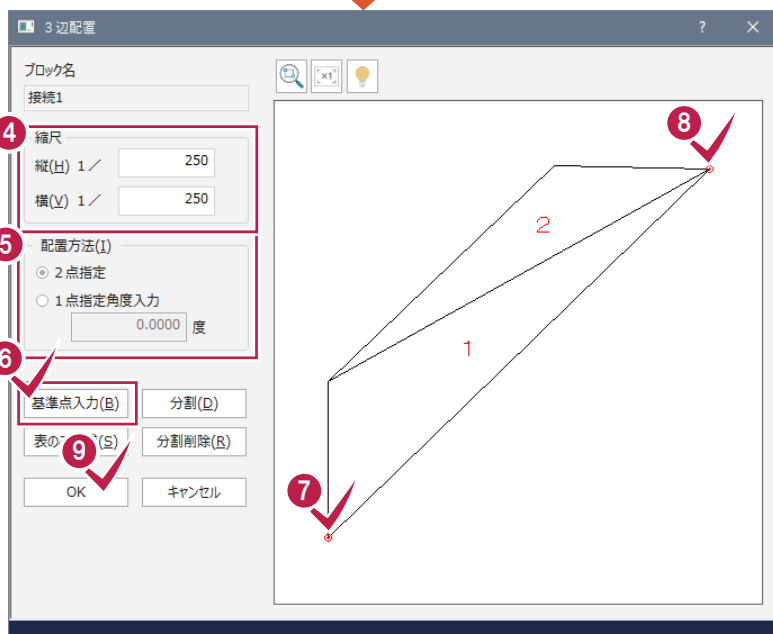 3辺配置
?
×
ブロック名
接続1
[×1]
4
縮尺
縦(H) 1／ 250
横(V) 1／ 250
5
配置方法(I)
2点指定
1点指定角度入力
0.0000 度
6
基準点入力(B)
分割(D)
表の
(S)
分割削除(R)
9
OK
キャンセル
8
2
1
7